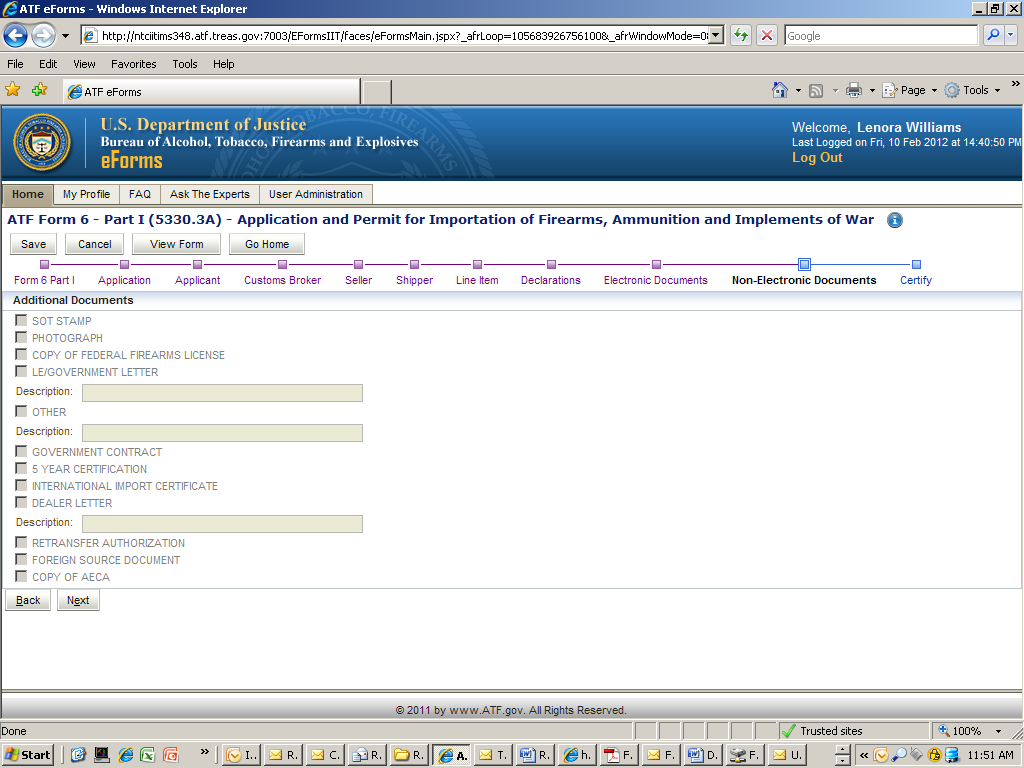 ATF eForms - Windows Internet Explorer
http://ntciitims348.atf.treas.gov:7003/EFormsIIT/faces/eFormsMain.jspx?_afrLoop=105683926756100&_afrWindowMode=0
Google
File Edit View Favorites Tools Help
ATF eForms
Page Tools
U.S. Department of Justice
Bureau of Alcohol, Tobacco, Firearms and Explosives
eForms
Welcome, Lenora Williams
Last Logged on Fri, 10 Feb 2012 at 14:40:50 PM
Log Out
Home My Profile FAQ Ask The Experts User Administration
ATF Form 6 - Part I (5330.3A) - Application and Permit for Importation of Firearms, Ammunition and Implements of War
Save Cancel View Form Go Home
Form 6 Part I Application Applicant Customs Broker Seller Shipper Line Item Declarations Electronic Documents Non-Electronic Documents Certify
Additional Documents
SOT STAMP
PHOTOGRAPH
COPY OF FEDERAL FIREARMS LICENSE
LE/GOVERNMENT LETTER
Description:
OTHER
Description:
GOVERNMENT CONTRACT
5 YEAR CERTIFICATION
INTERNATIONAL IMPORT CERTIFICATE
DEALER LETTER
Description:
RETRANSFER AUTHORIZATION
FOREIGN SOURCE DOCUMENT
COPY OF AECA
Back Next
© 2011 by www.ATF.gov. All Rights Reserved.
Done Trusted sites 100%
Start I.. R. C. R. R. A. T. R. h. F. F. D. F. U. 11:51 AM